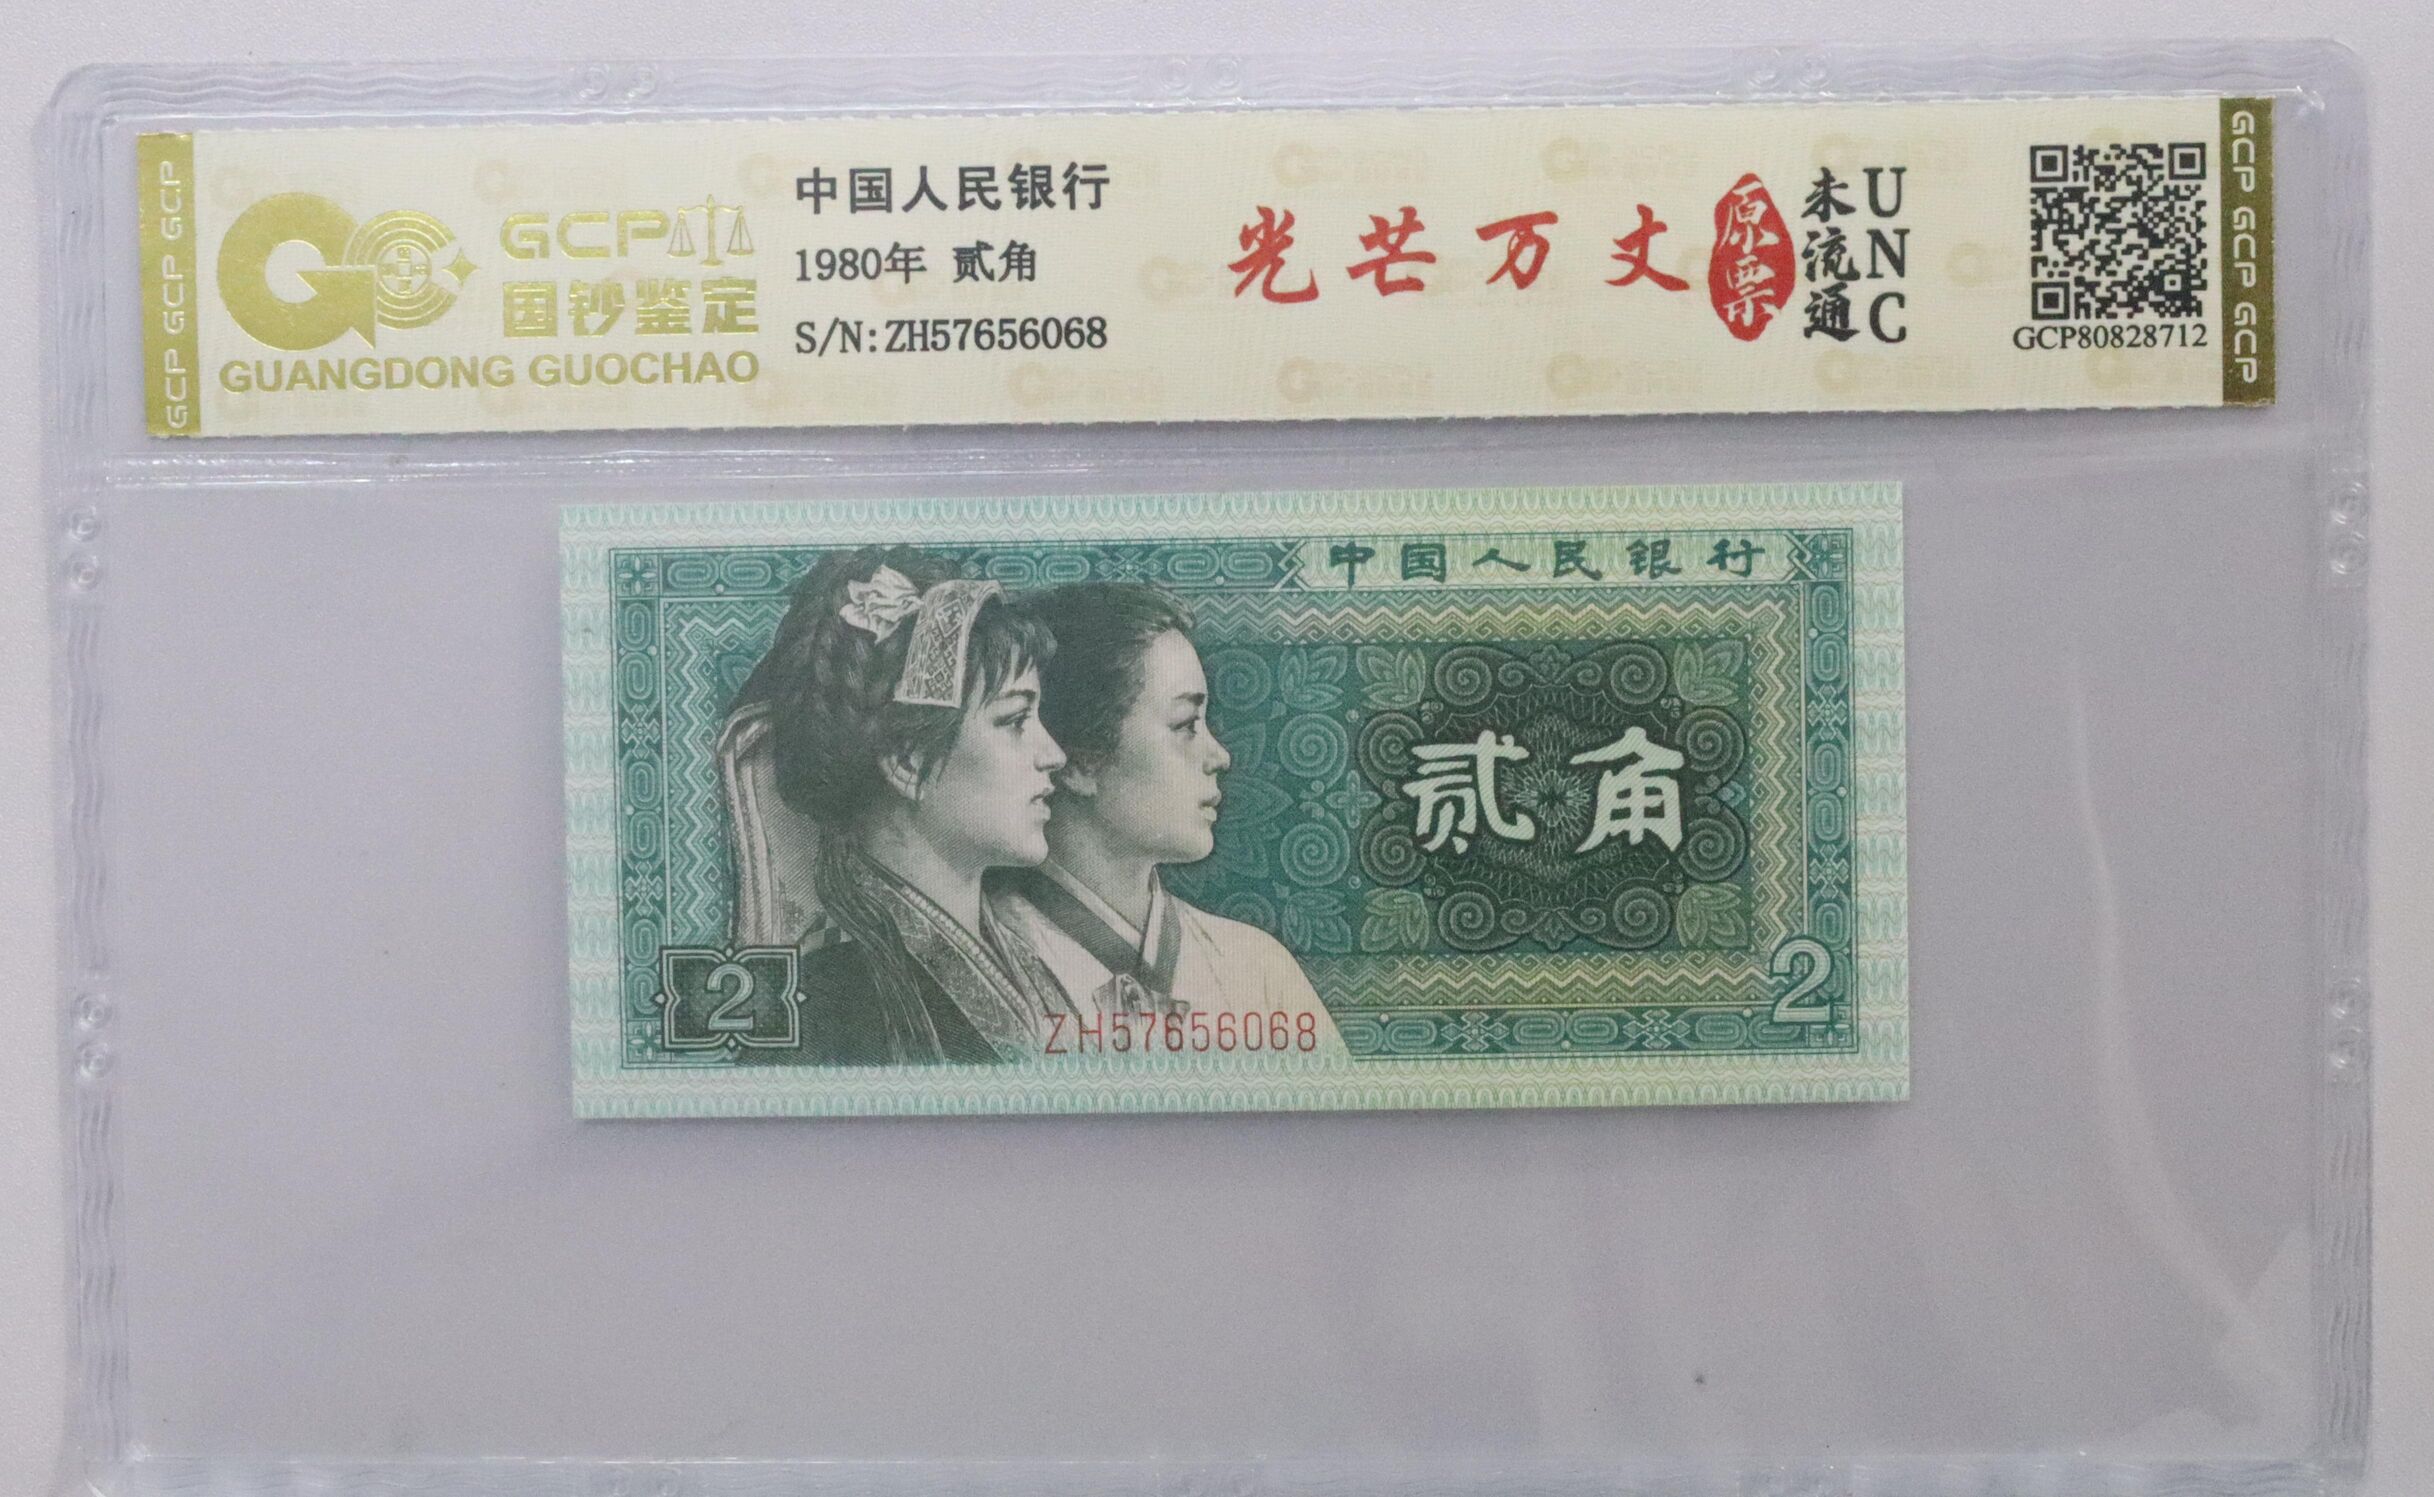 GCP GCP GCP
GCP
国钞鉴定
GUANGDONG GUOCHAO
中国人民银行
1980年 贰角
S/N:ZH57656068
光芒万丈
原票
未流通
UNC
GCP80828712
GCP GCP GCP
中国人民银行
贰角
2
2
ZH57656068